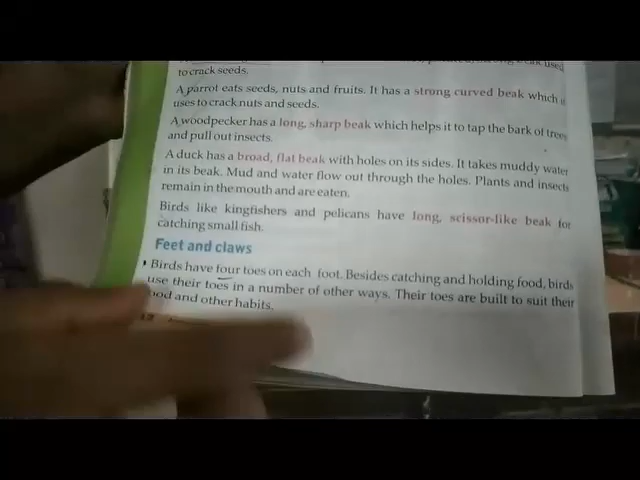 used
to crack seeds.
A parrot eats seeds, nuts and fruits. It has a strong curved beak which it
uses to crack nuts and seeds.
A woodpecker has a long, sharp beak which helps it to tap the bark of trees
and pull out insects.
A duck has a broad, flat beak with holes on its sides. It takes muddy water
in its beak. Mud and water flow out through the holes. Plants and insects
remain in the mouth and are eaten.
Birds like kingfishers and pelicans have long, scissor-like beak for
catching small fish.
Feet and claws
Birds have four toes on each foot. Besides catching and holding food, birds
use their toes in a number of other ways. Their toes are built to suit their
food and other habits.